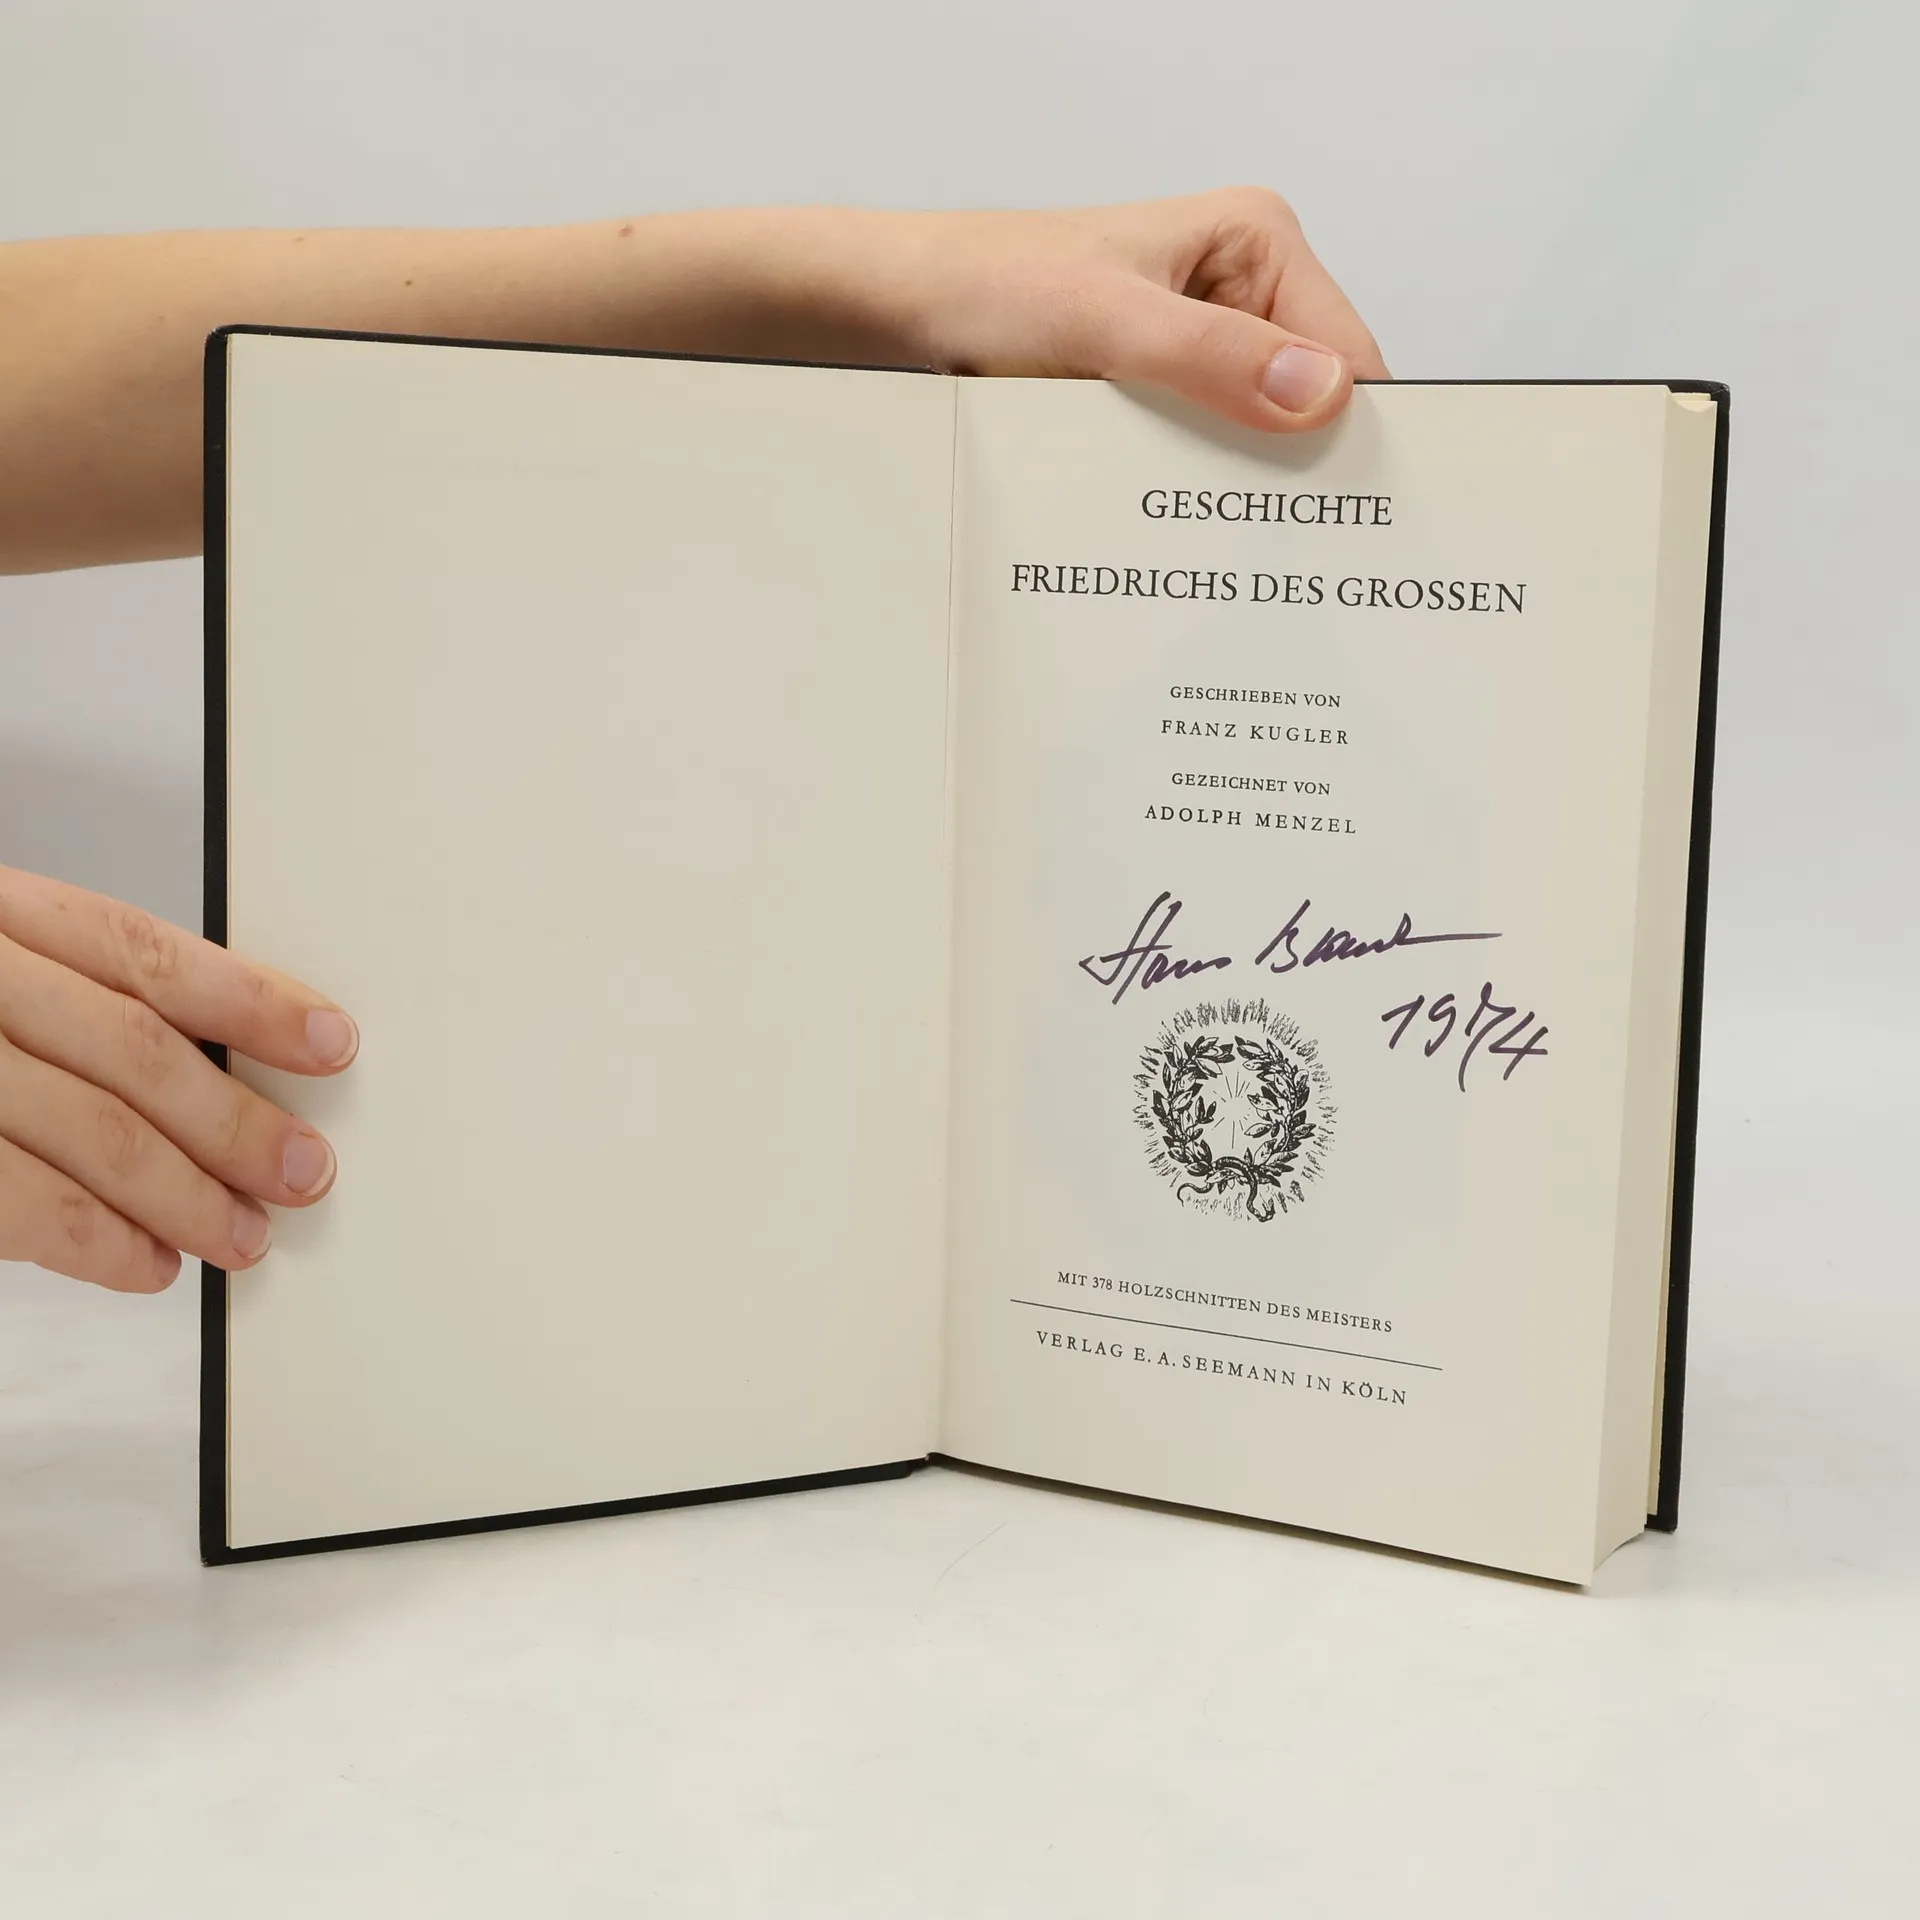 GESCHICHTE
FRIEDRICHS DES GROSSEN
GESCHRIEBEN VON
FRANZ KUGLER
GEZEICHNET VON
ADOLPH MENZEL
Hans
1974
MIT 378 HOLZSCHNITTEN DES MEISTERS
VERLAG E. A. SEEMANN IN KÖLN